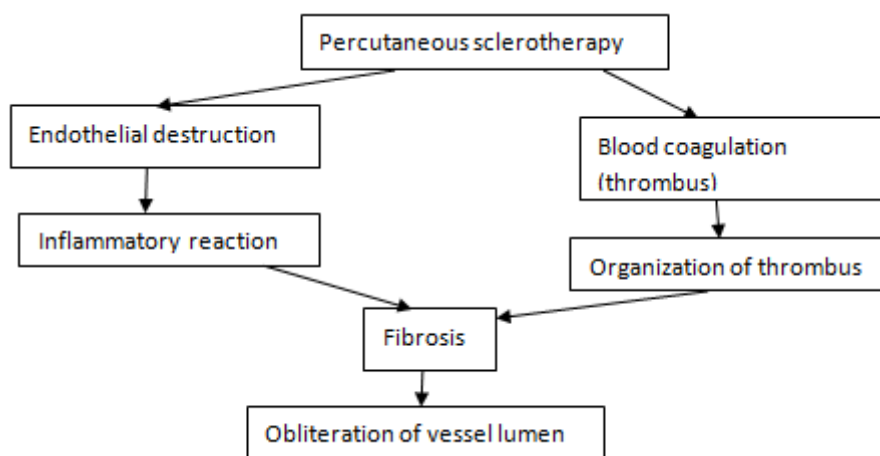 Percutaneous sclerotherapy
Endothelial destruction
Blood coagulation
(thrombus)
Inflammatory reaction
Organization of thrombus
Fibrosis
Obliteration of vessel lumen